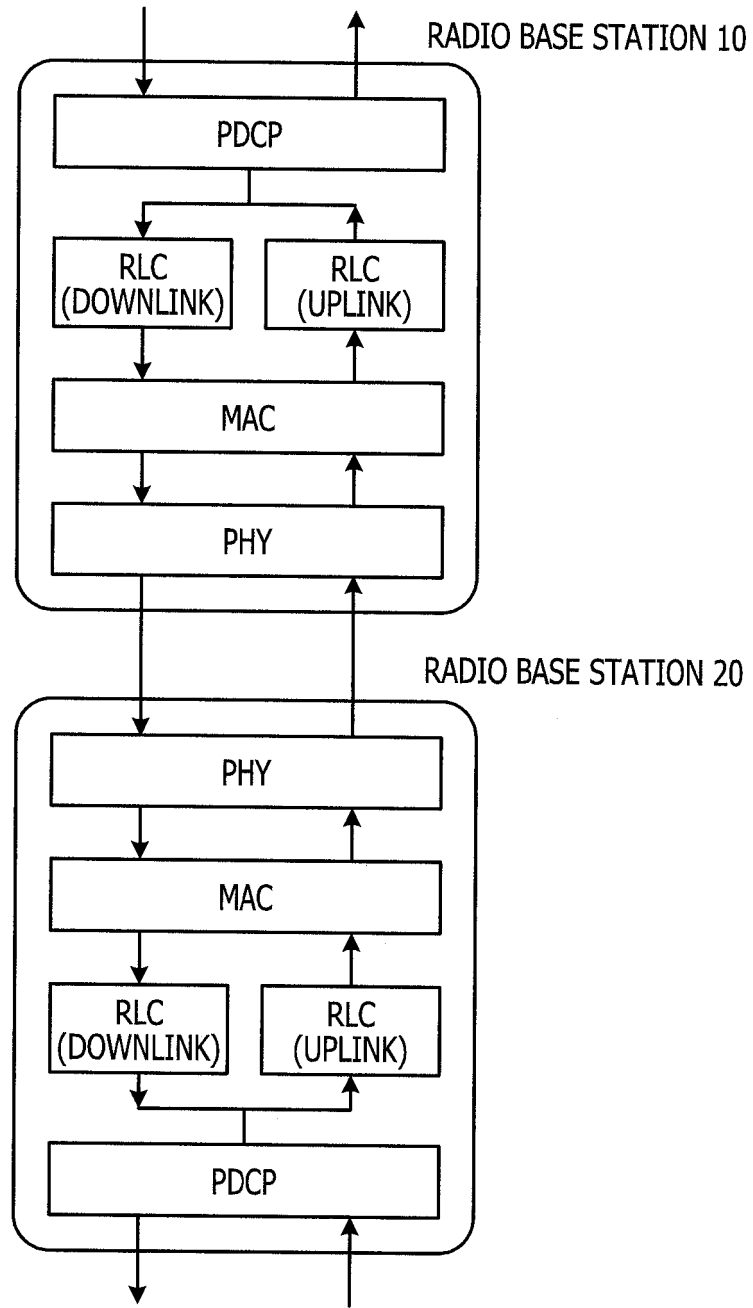 RADIO BASE STATION 10
PDCP
RLC
(DOWNLINK)
RLC
(UPLINK)
MAC
PHY
RADIO BASE STATION 20
PHY
MAC
RLC
(DOWNLINK)
RLC
(UPLINK)
PDCP